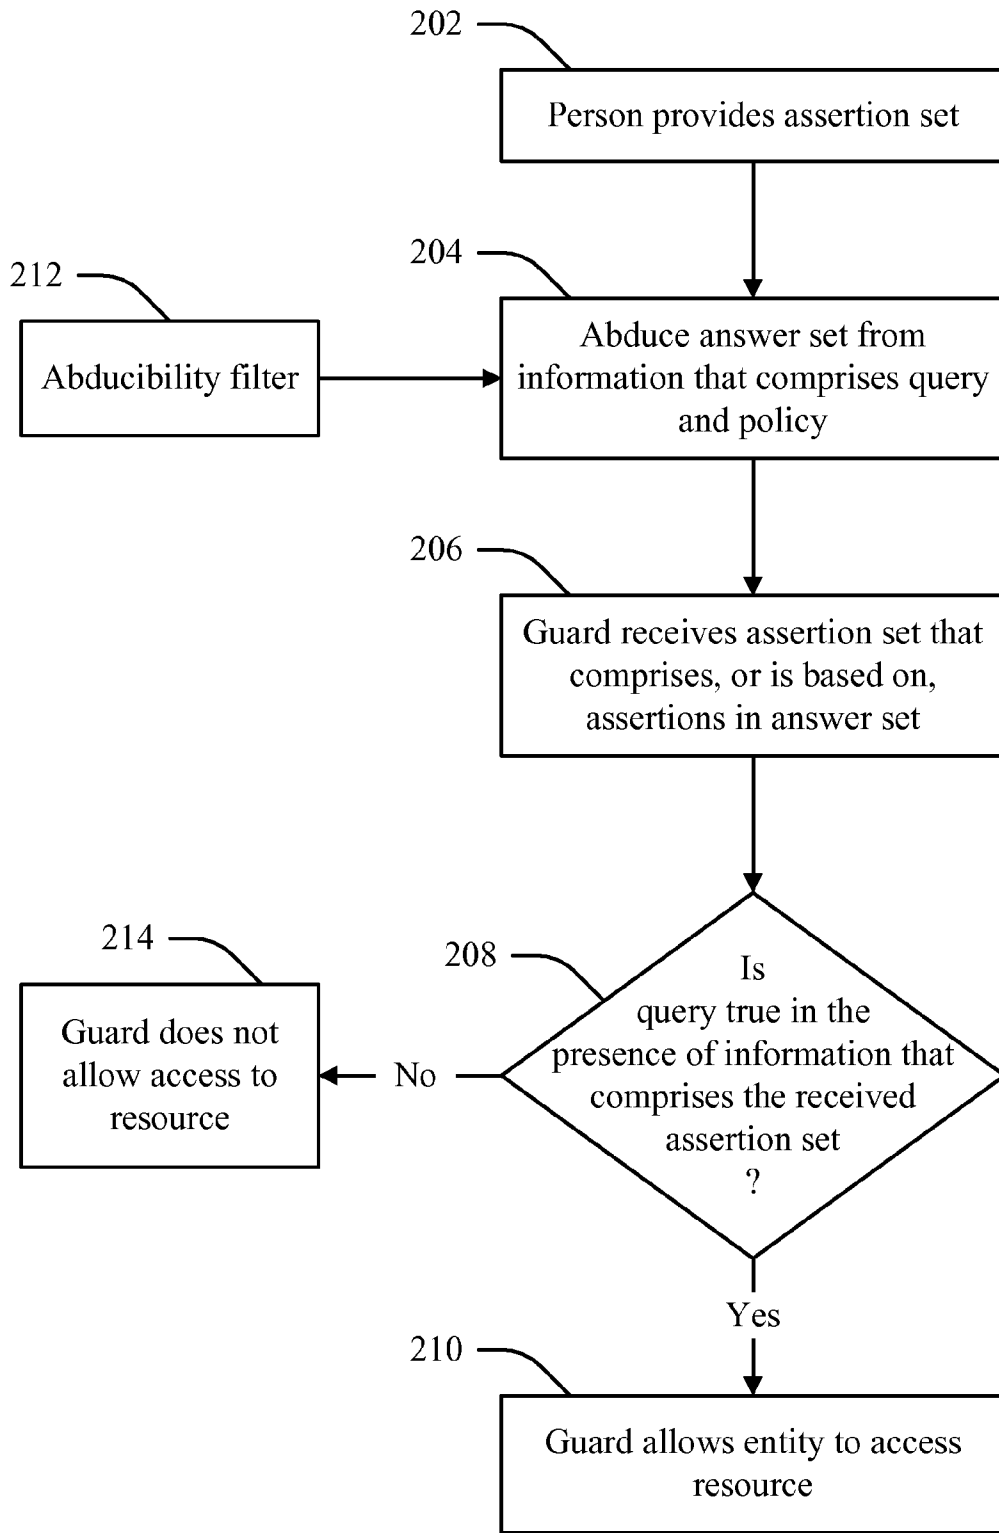 202
Person provides assertion set
204
212
Abduce answer set from
information that comprises query
and policy
Abducibility filter
206
Guard receives assertion set that
comprises, or is based on,
assertions in answer set
214
208
Is
query true in the
presence of information that
comprises the received
assertion set
?
Guard does not
allow access to
resource
No
Yes
210
Guard allows entity to access
resource